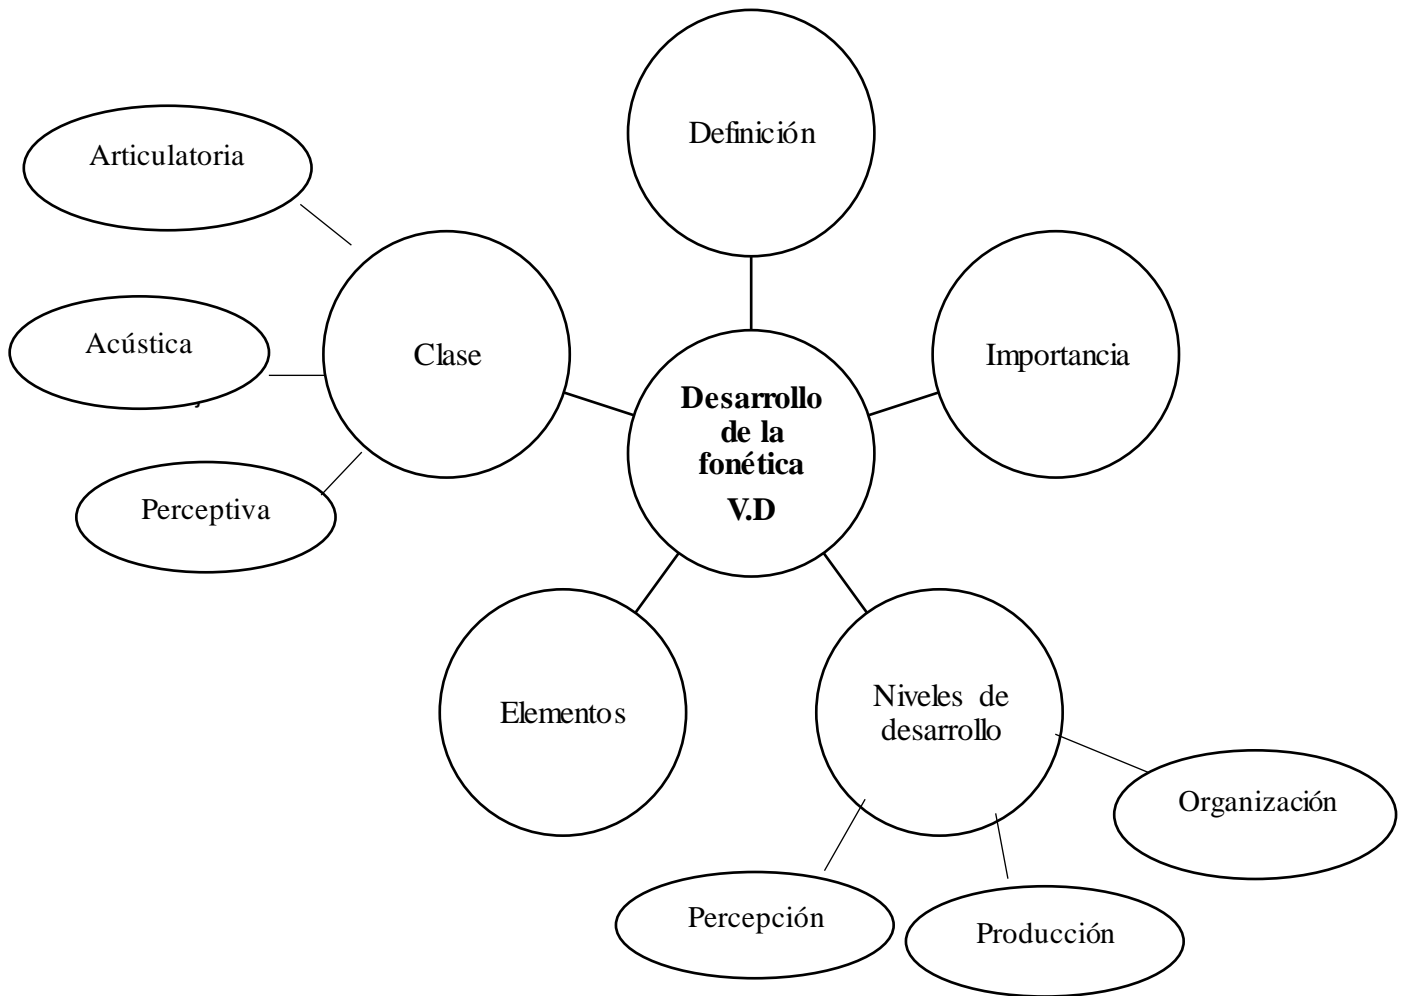 Definición
Articulatoria
Acústica
Clase
Importancia
Desarrollo
de la
fonética
V.D
Perceptiva
Elementos
Niveles de
desarrollo
Organización
Percepción
Producción